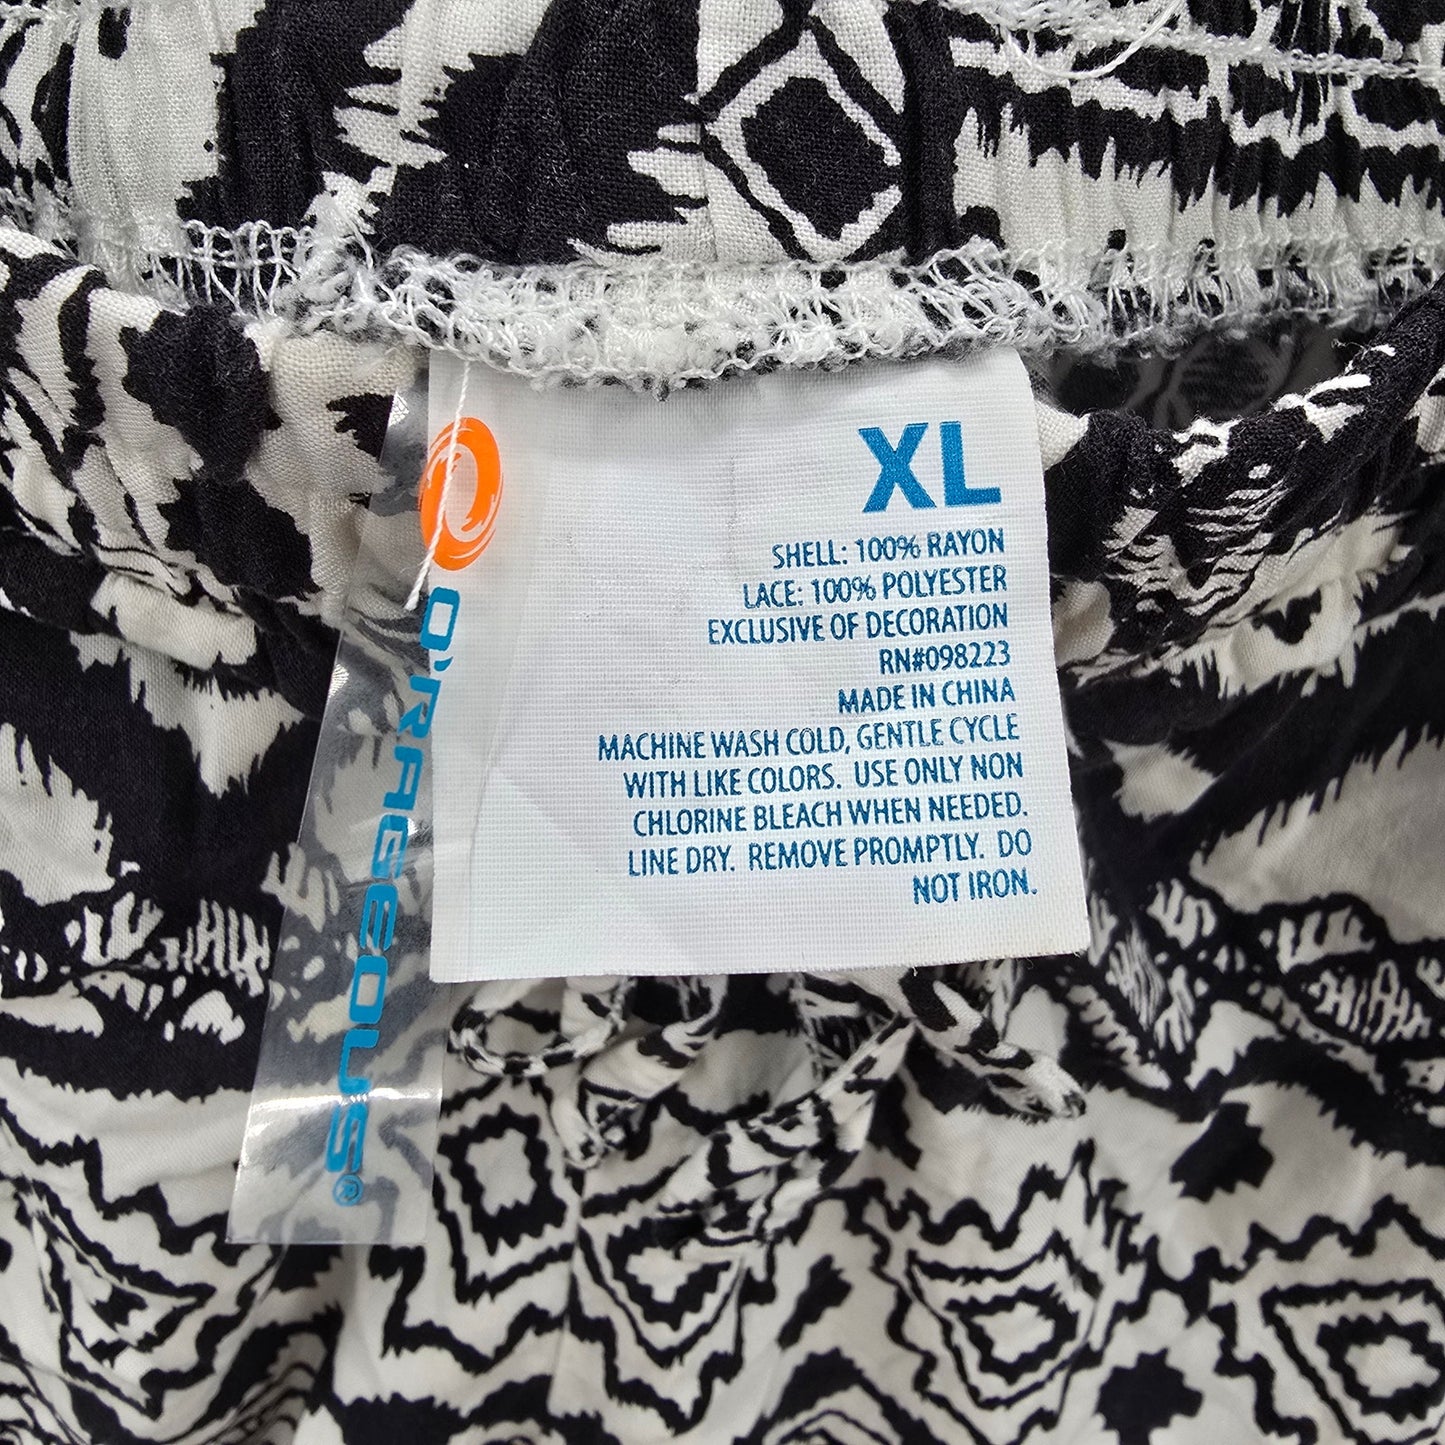 XL
SHELL: 100% RAYON
LACE: 100% POLYESTER
EXCLUSIVE OF DECORATION
RN#098223
MADE IN CHINA
MACHINE WASH COLD, GENTLE CYCLE
WITH LIKE COLORS. USE ONLY NON
CHLORINE BLEACH WHEN NEEDED.
LINE DRY. REMOVE PROMPTLY. DO
NOT IRON.
O'RAGEOUS®